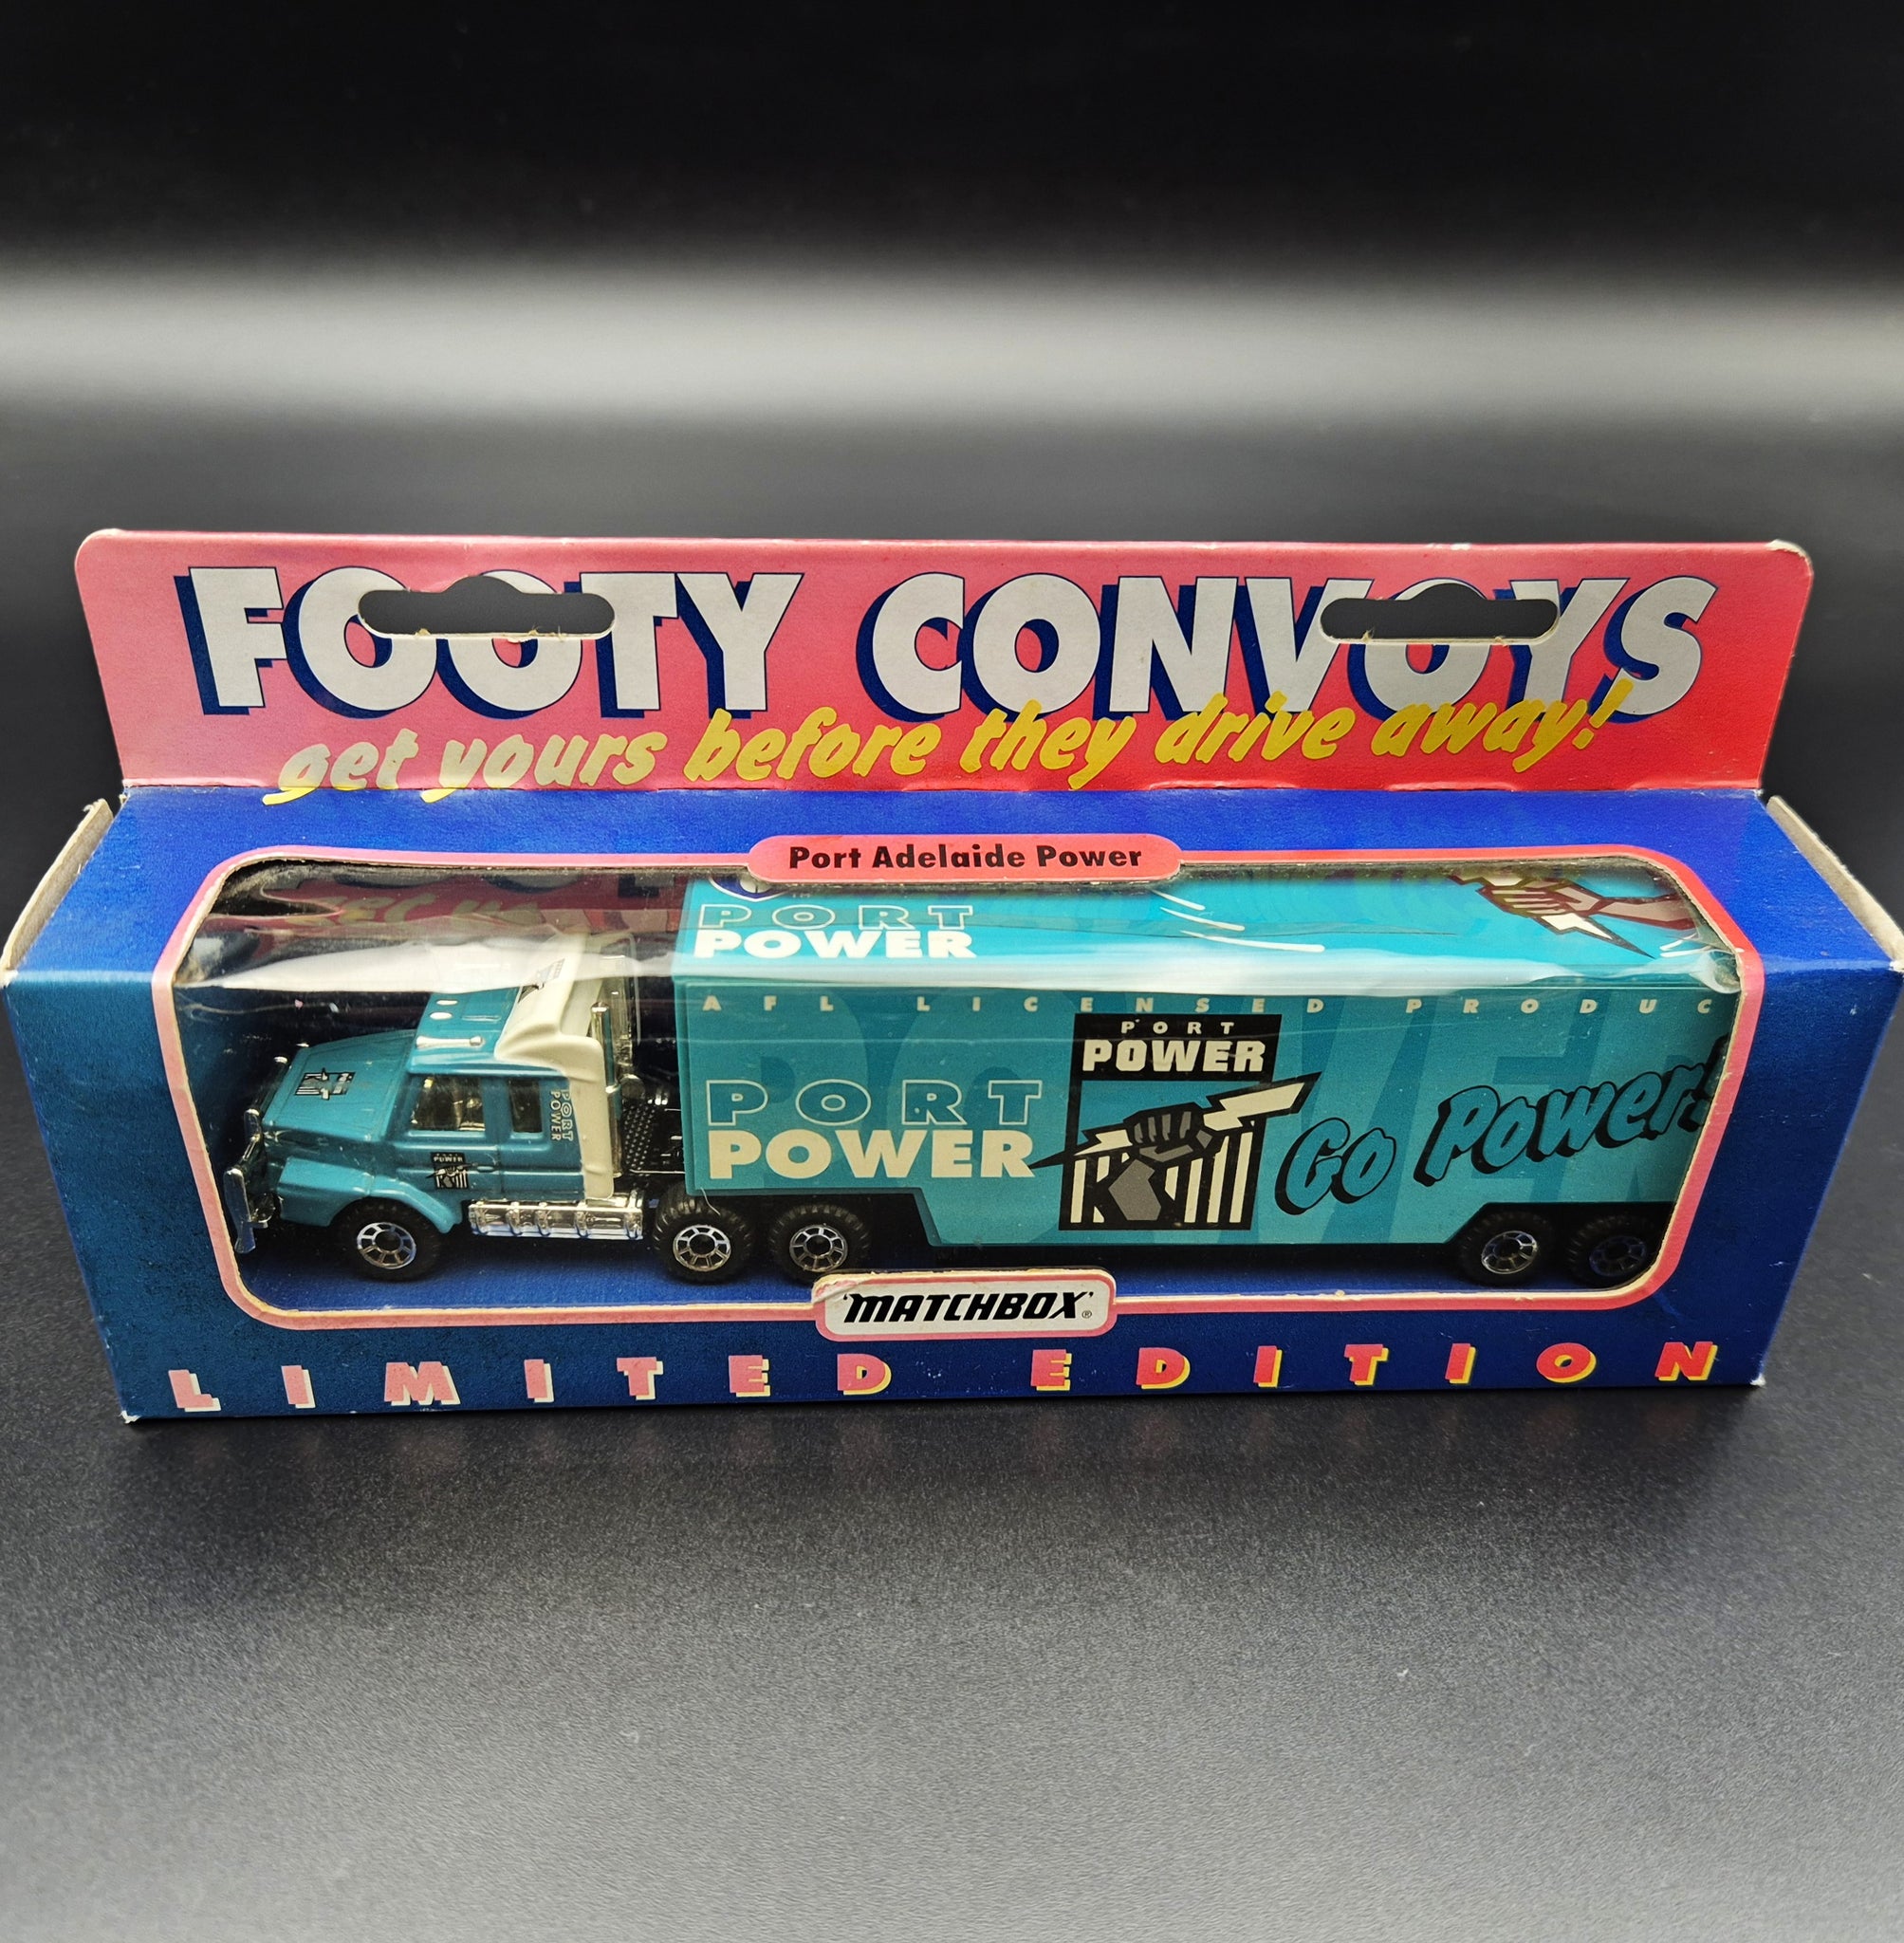 FOOTY CONVOYS
get yours before they drive away!
Port Adelaide Power
PORT
POWER
AFL LICENSED PRODUC
PORT
POWER
PORT
POWER
Go Power!
PORT
POWER
POWER
MATCHBOX®
LIMITED EDITION